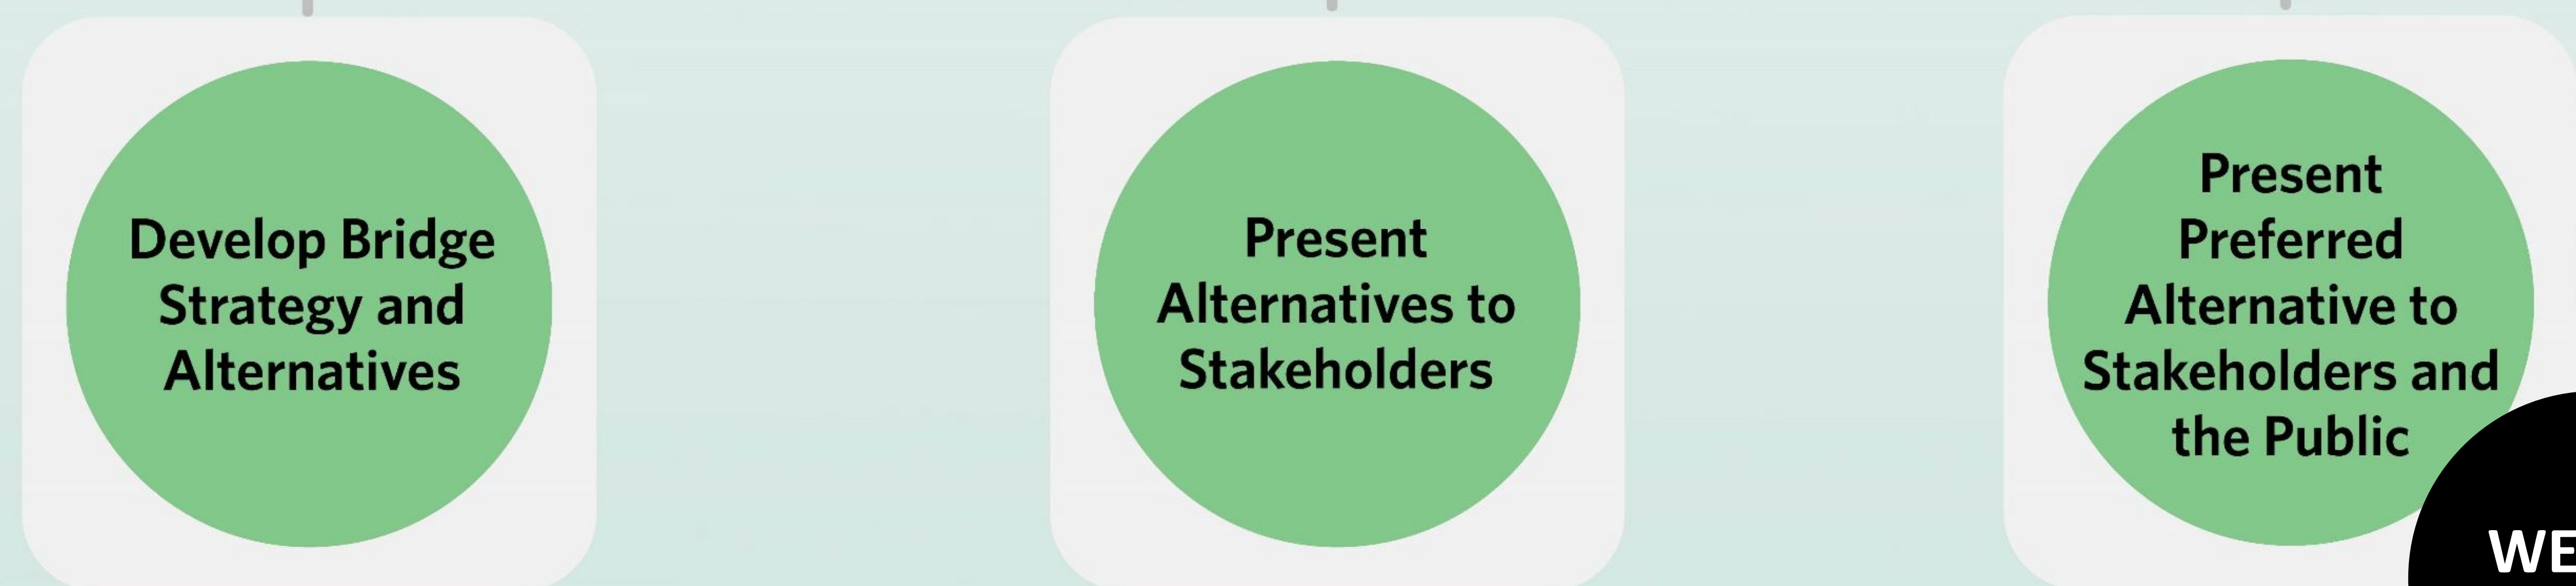 Develop Bridge
Strategy and
Alternatives
Present
Alternatives to
Stakeholders
Present
Preferred
Alternative to
Stakeholders and
the Public
WE